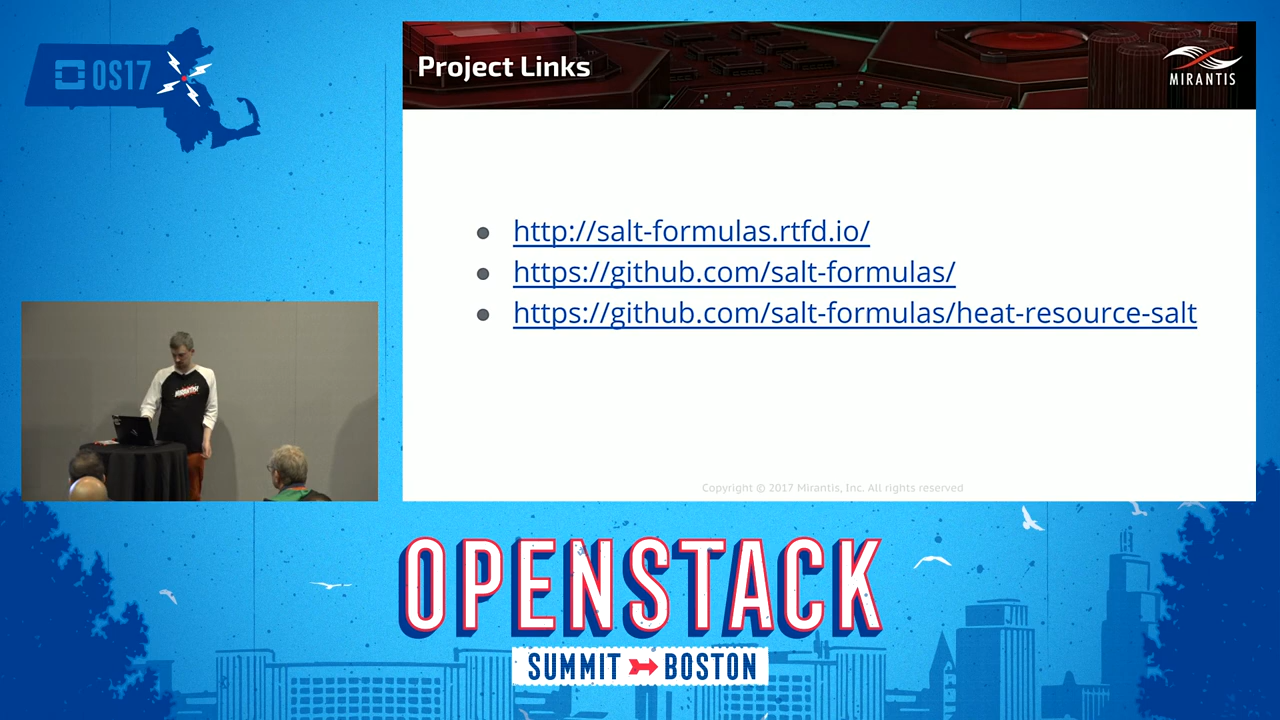 OS17
Project Links
MIRANTIS
http://salt-formulas.rtfd.io/
https://github.com/salt-formulas/
https://github.com/salt-formulas/heat-resource-salt
MIRANTIS!
Copyright © 2017 Mirantis, Inc. All rights reserved
OPENSTACK
SUMMIT BOSTON